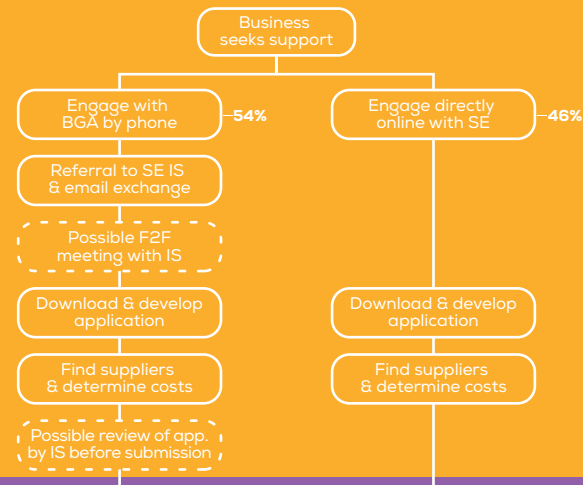 Business
seeks support
Engage with
BGA by phone
54%
Engage directly
online with SE
46%
Referral to SE IS
& email exchange
Possible F2F
meeting with IS
Download & develop
application
Download & develop
application
Find suppliers
& determine costs
Find suppliers
& determine costs
Possible review of app.
by IS before submission